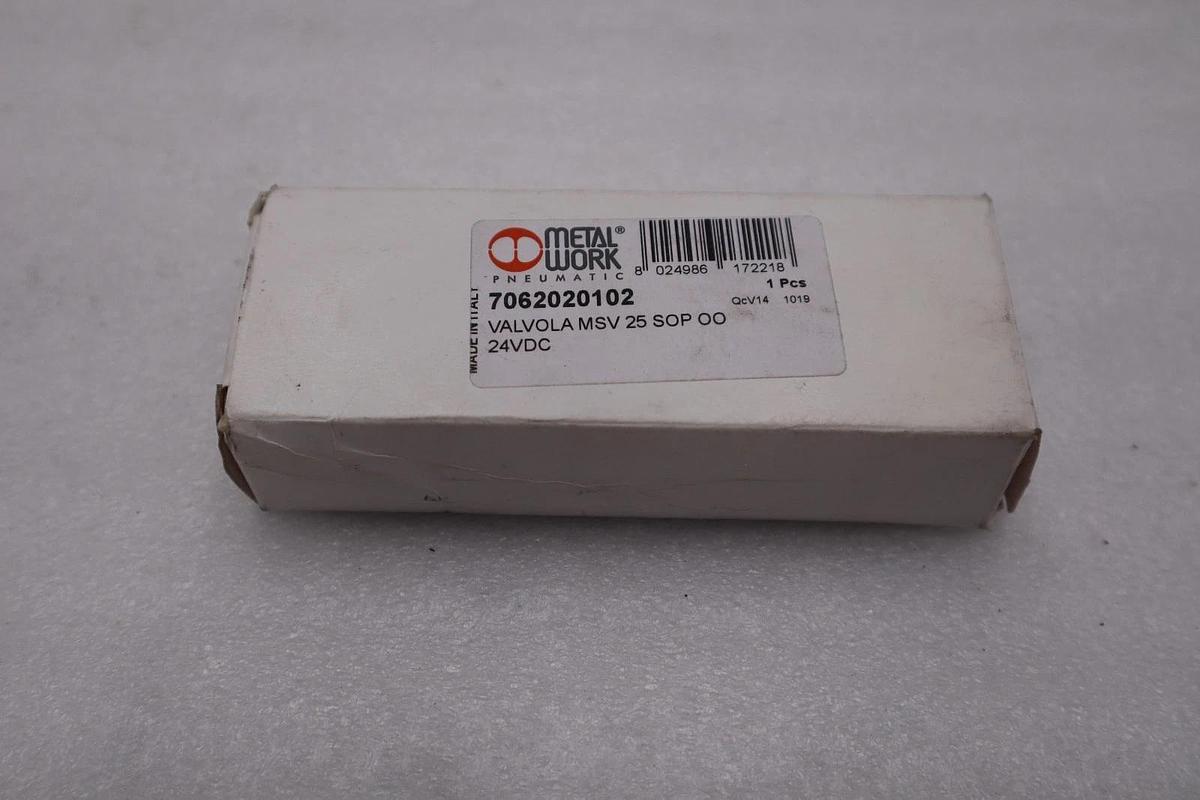 METAL®
WORK
PNEUMATIC
8 024986 172218
1 Pcs
7062020102
QcV14 1019
VALVOLA MSV 25 SOP OO
24VDC
MADE IN ITALY